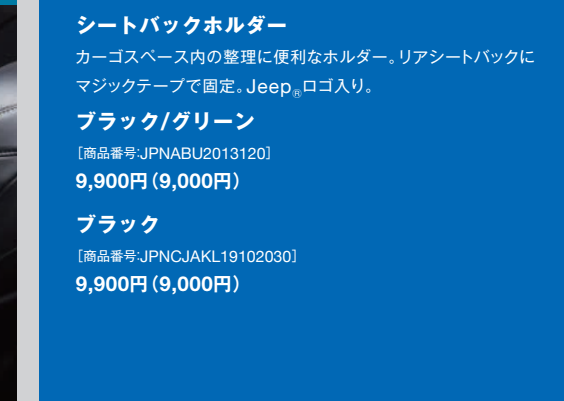 シートバックホルダー
カーゴスペース内の整理に便利なホルダー。リアシートバックに
マジックテープで固定。Jeep®ロゴ入り。
ブラック/グリーン
［商品番号:JPNABU2013120］
9,900円（9,000円）
ブラック
［商品番号:JPNCJAKL19102030］
9,900円（9,000円）